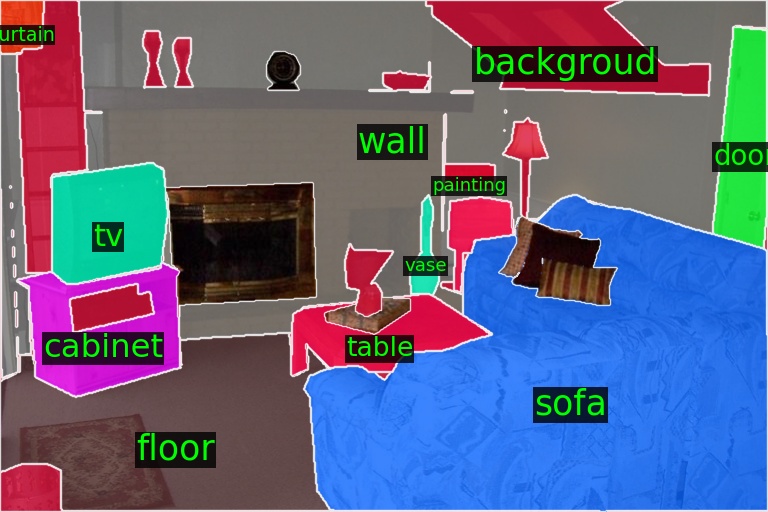 urtain
backgroud
wall
door
painting
tv
vase
cabinet
table
sofa
floor